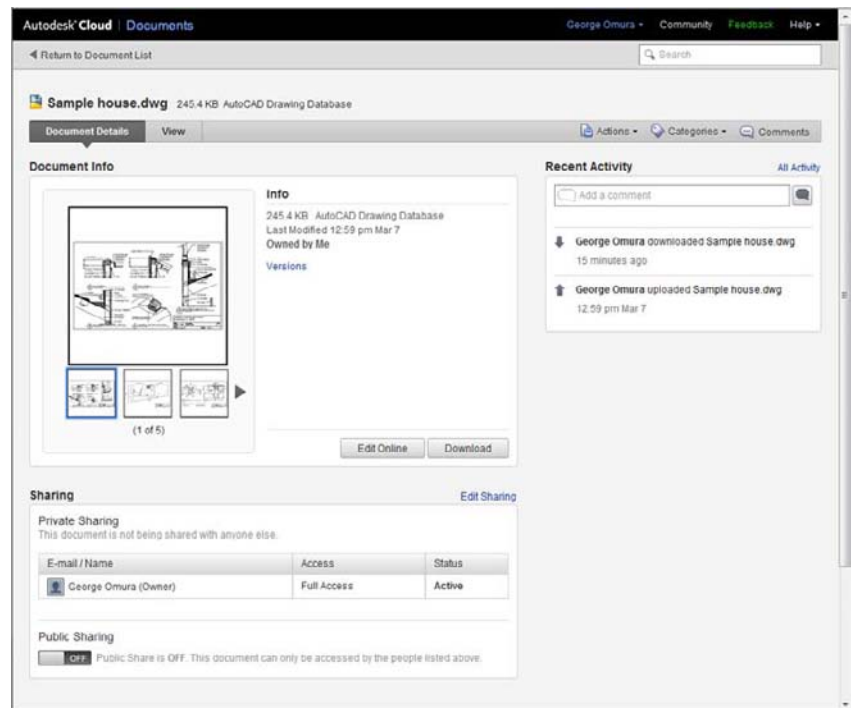 Autodesk Cloud | Documents George Omura Community Feedback Help
Return to Document List Search
Sample house.dwg 245.4 KB AutoCAD Drawing Database
Document Details View Actions Categories Comments
Document Info
Info
245.4 KB AutoCAD Drawing Database
Last Modified 12:59 pm Mar 7
Owned by Me
Versions
(1 of 5)
Edit Online Download
Recent Activity All Activity
Add a comment
George Omura downloaded Sample house.dwg
15 minutes ago
George Omura uploaded Sample house.dwg
12:59 pm Mar 7
Sharing Edit Sharing
Private Sharing
This document is not being shared with anyone else.
E-mail / Name Access Status
George Omura (Owner) Full Access Active
Public Sharing
OFF Public Share is OFF. This document can only be accessed by the people listed above.